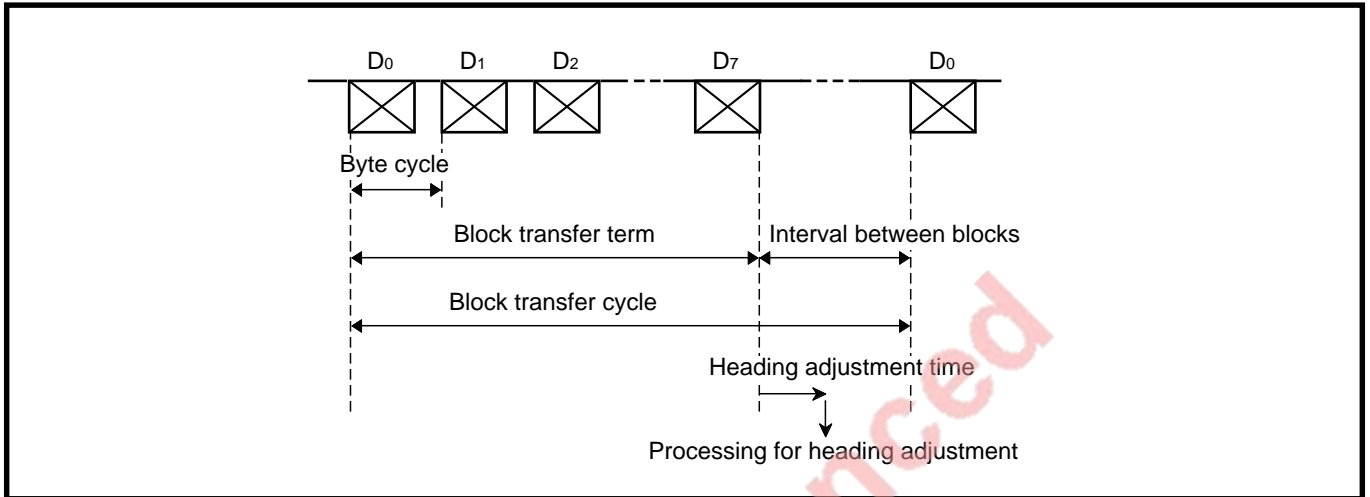 D0 D1 D2 D7 D0
Byte cycle
Block transfer term Interval between blocks
Block transfer cycle
Heading adjustment time
Processing for heading adjustment